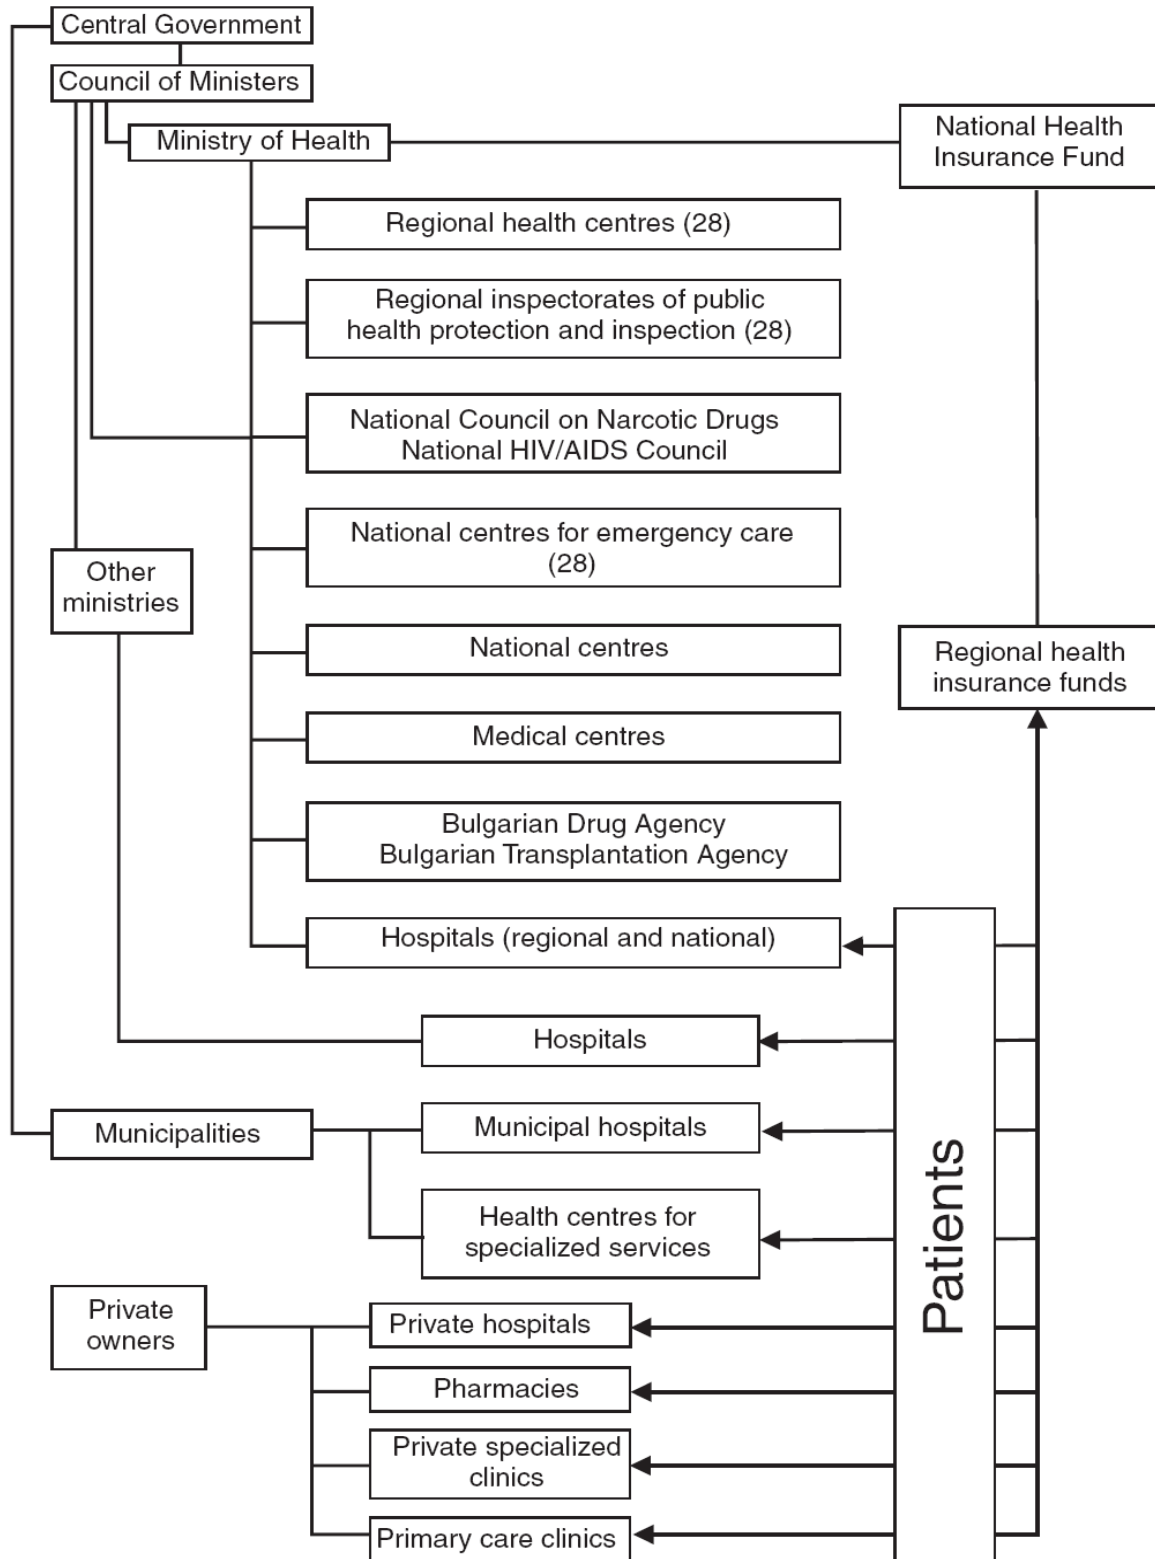 Central Government
Council of Ministers
Ministry of Health
National Health
Insurance Fund
Regional health centres (28)
Regional inspectorates of public
health protection and inspection (28)
National Council on Narcotic Drugs
National HIV/AIDS Council
National centres for emergency care
(28)
Other
ministries
National centres
Regional health
insurance funds
Medical centres
Bulgarian Drug Agency
Bulgarian Transplantation Agency
Hospitals (regional and national)
Hospitals
Municipalities
Municipal hospitals
Health centres for
specialized services
Patients
Private
owners
Private hospitals
Pharmacies
Private specialized
clinics
Primary care clinics